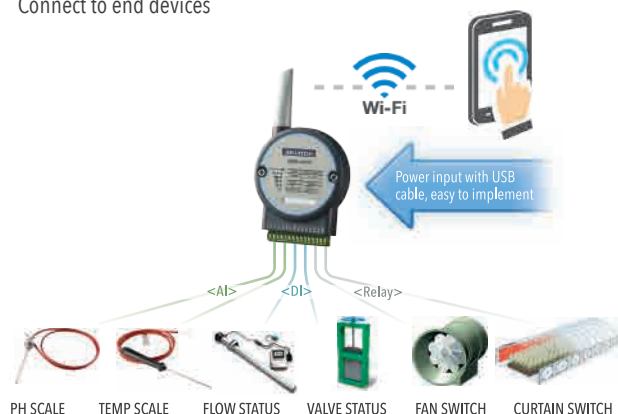 Connect to end devices
Wi-Fi
Power input with USB
cable, easy to implement
<AI> <DI> <Relay>
PH SCALE TEMP SCALE FLOW STATUS VALVE STATUS FAN SWITCH CURTAIN SWITCH